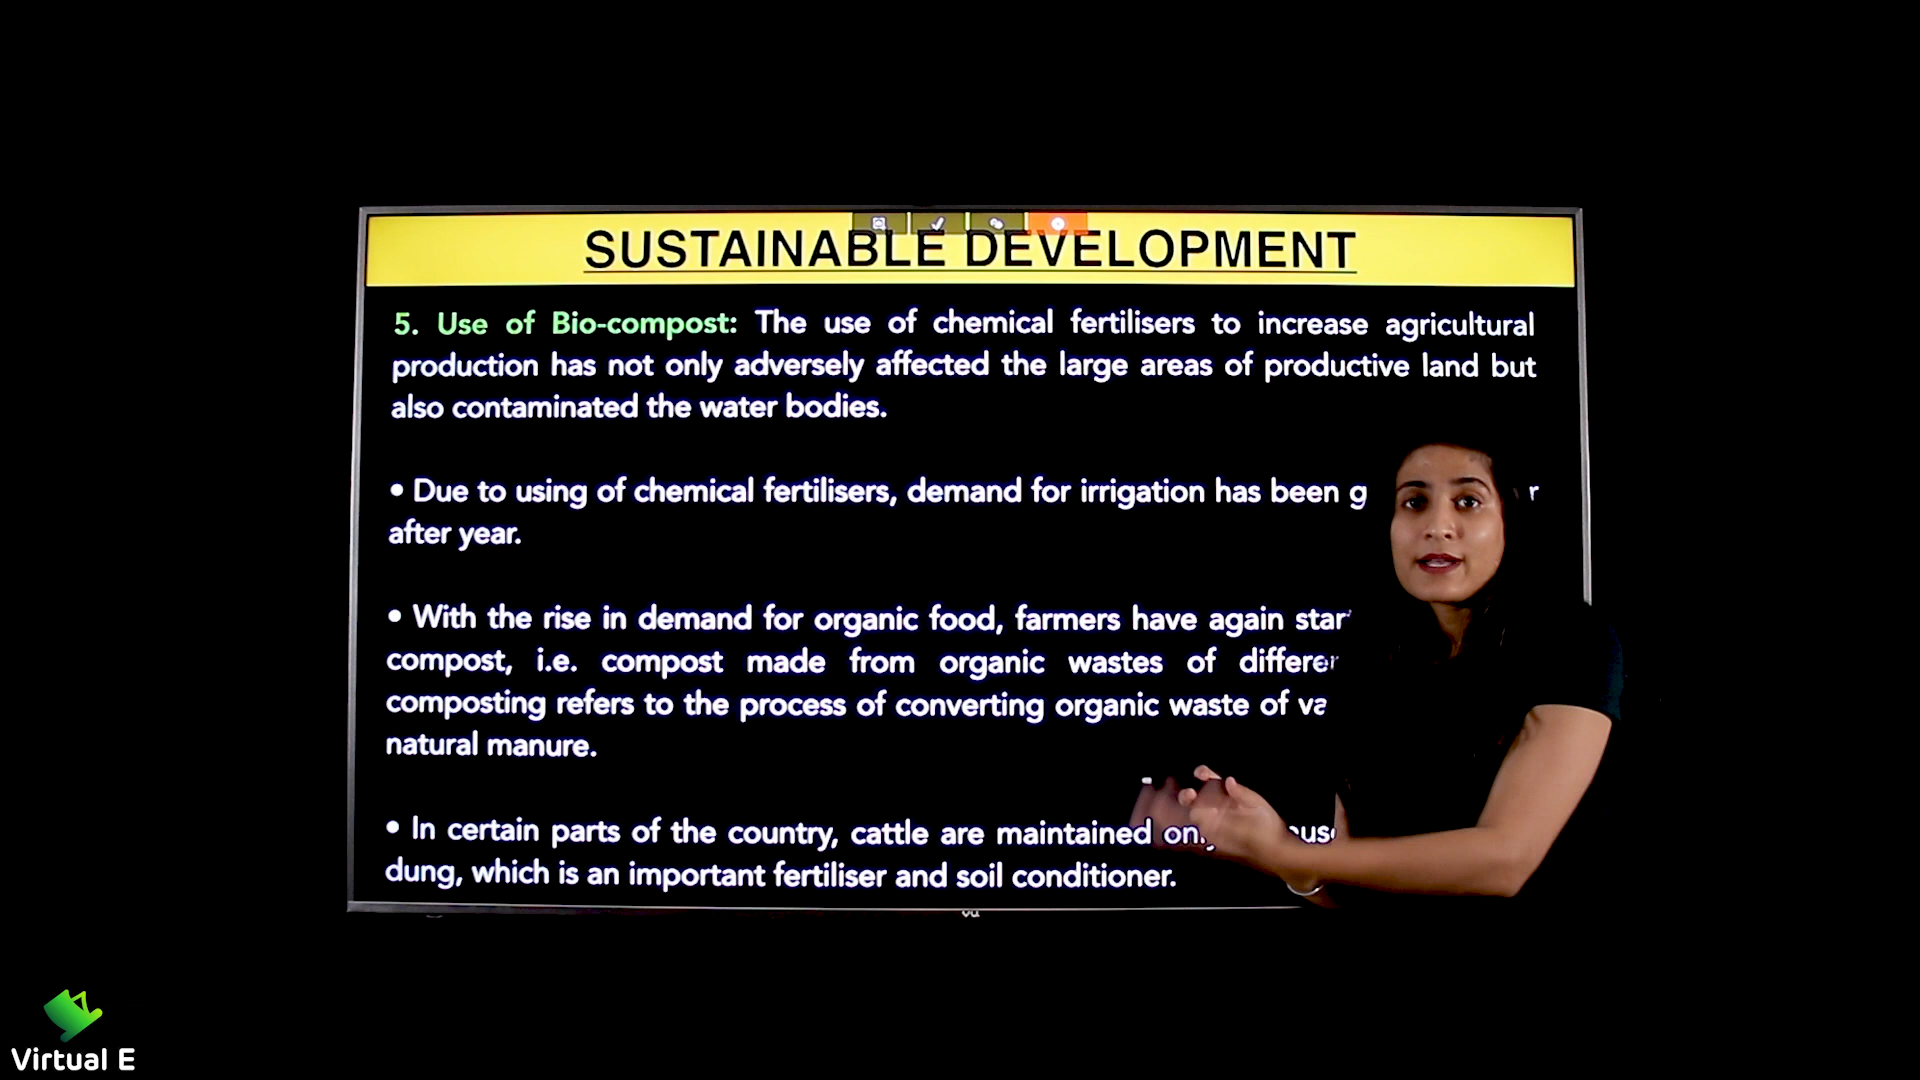 SUSTAINABLE DEVELOPMENT
5. Use of Bio-compost: The use of chemical fertilisers to increase agricultural
production has not only adversely affected the large areas of productive land but
also contaminated the water bodies.
• Due to using of chemical fertilisers, demand for irrigation has been
after year.
• With the rise in demand for organic food, farmers have again
compost, i.e. compost made from organic wastes of
composting refers to the process of converting organic waste of
natural manure.
• In certain parts of the country, cattle are maintained
dung, which is an important fertiliser and soil conditioner.
Virtual E